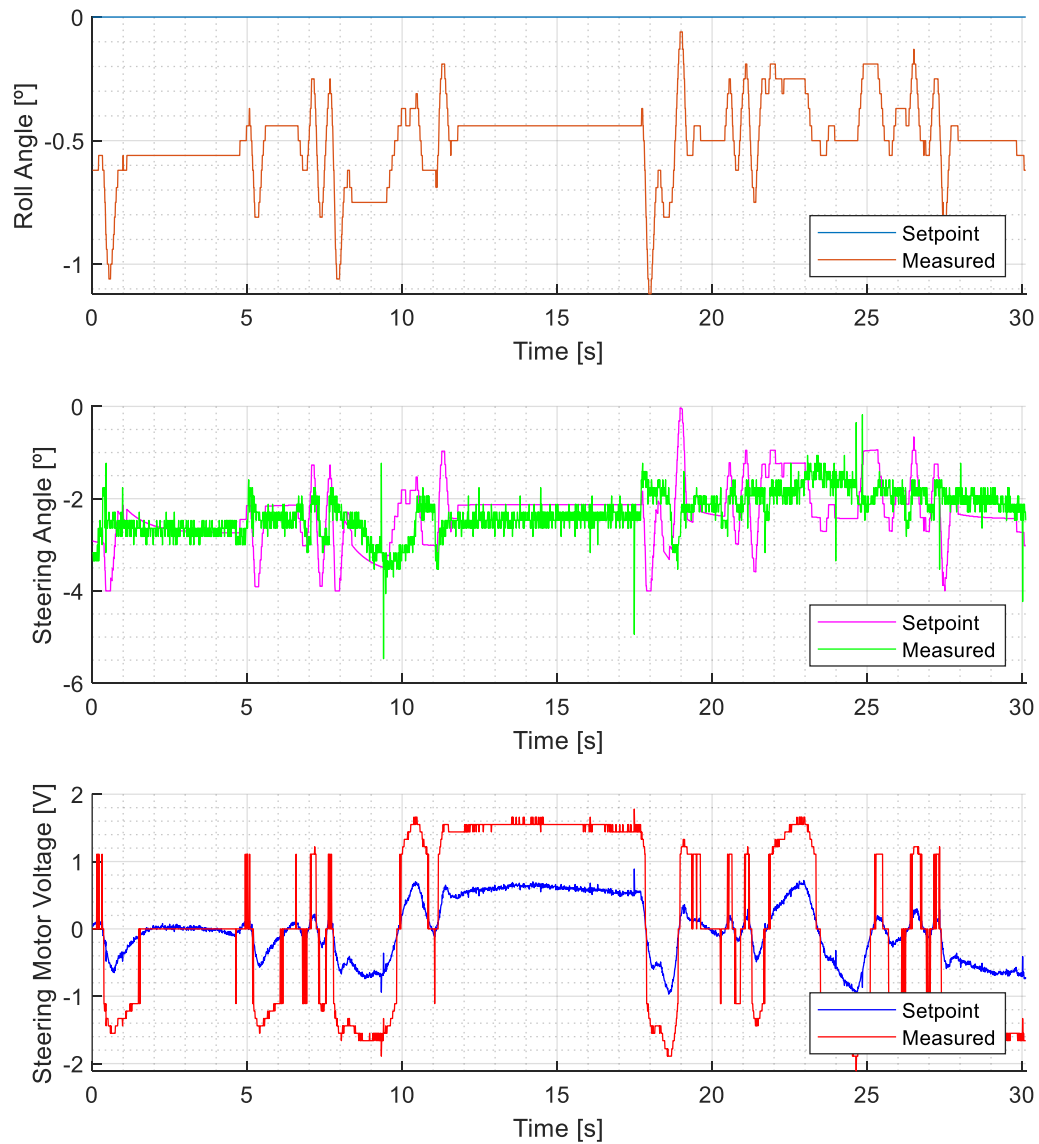 Roll Angle [º]
0
-0.5
-1
Setpoint
Measured
0 5 10 15 20 25 30
Time [s]
Steering Angle [º]
0
-2
-4
-6
Setpoint
Measured
0 5 10 15 20 25 30
Time [s]
Steering Motor Voltage [V]
2
1
0
-1
-2
Setpoint
Measured
0 5 10 15 20 25 30
Time [s]